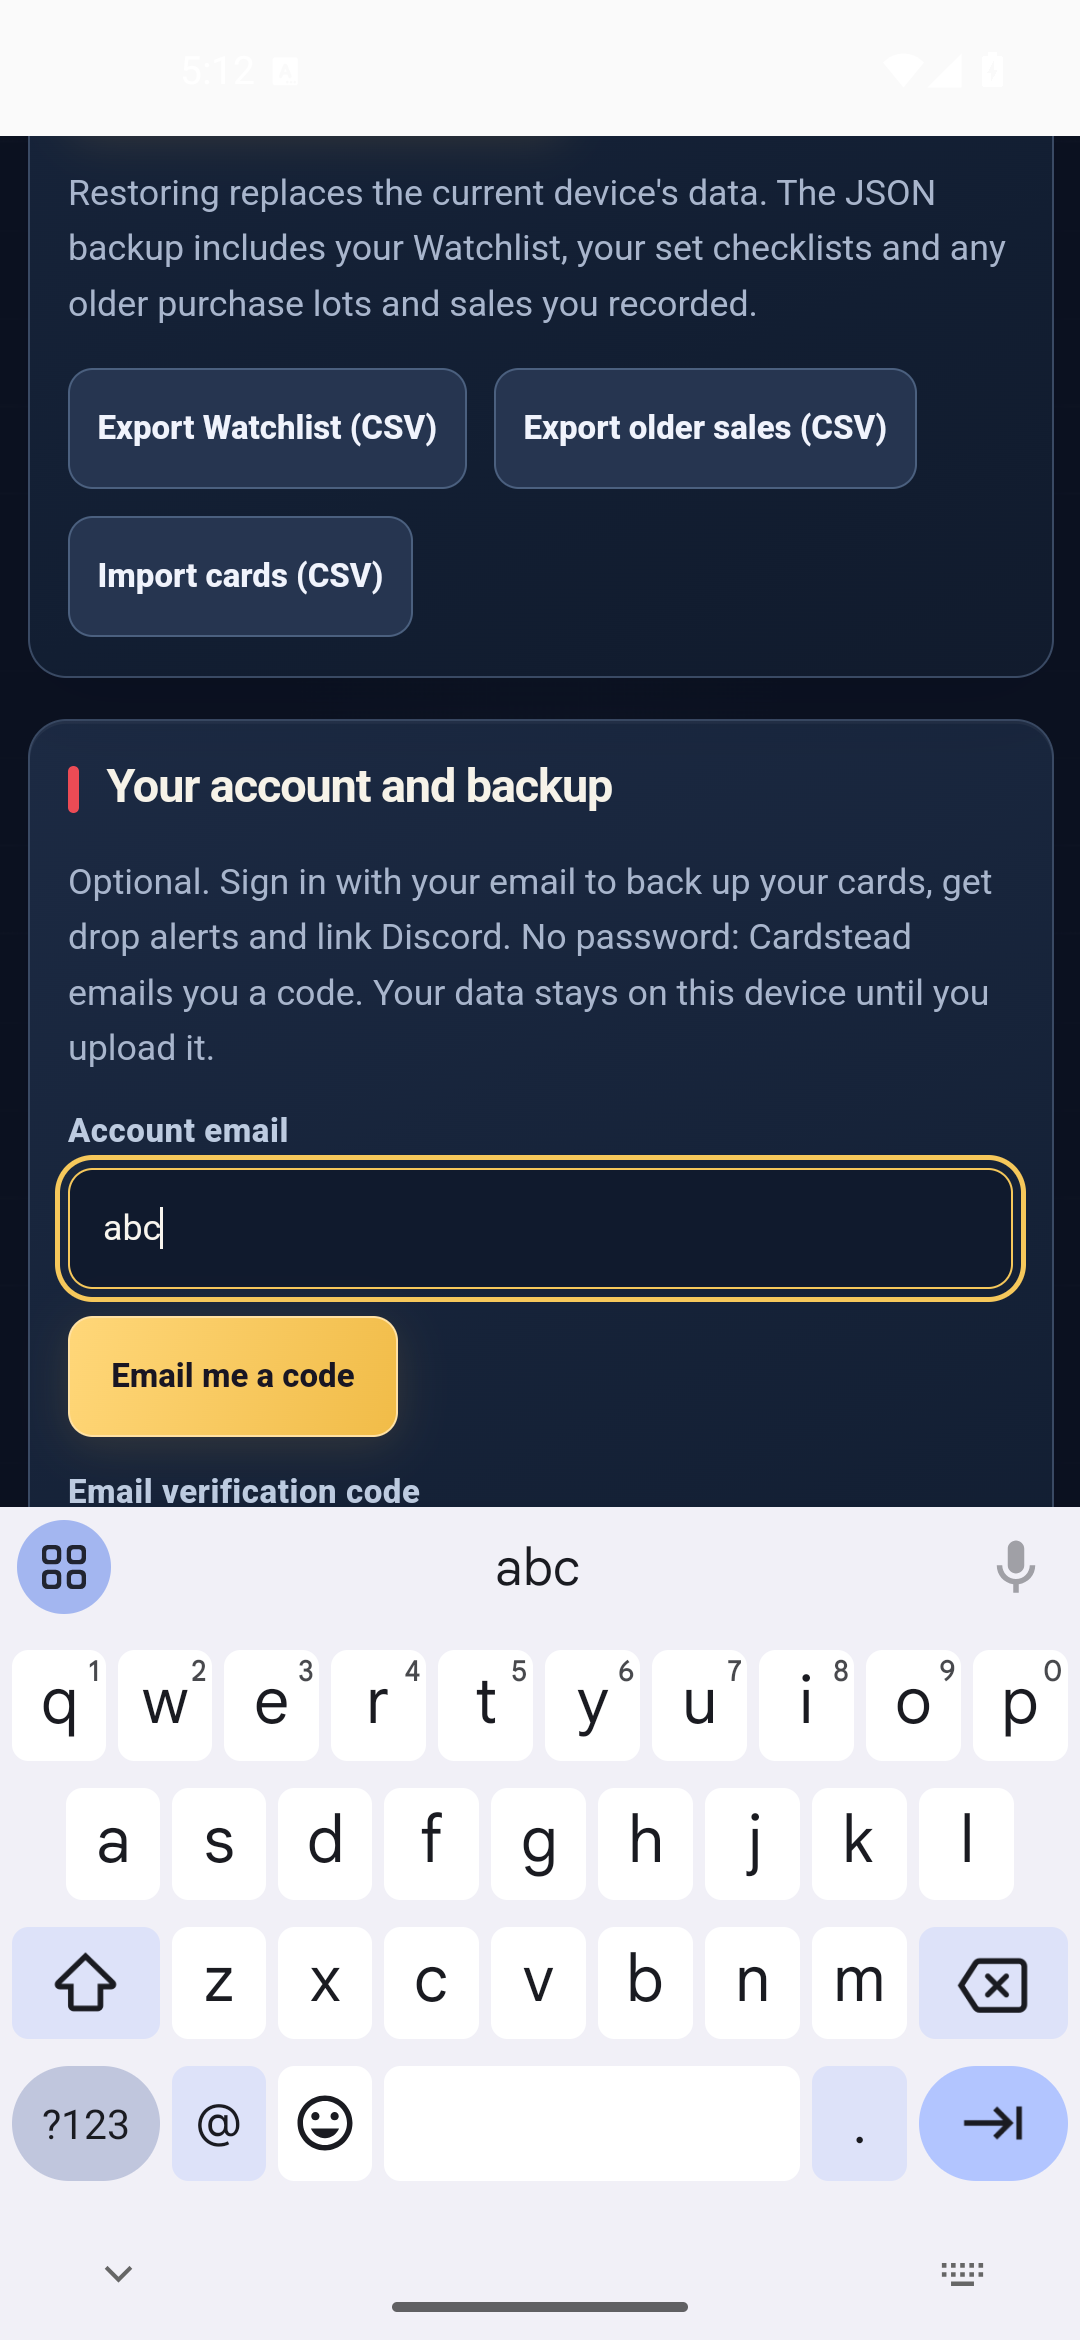 5:12
Restoring replaces the current device's data. The JSON
backup includes your Watchlist, your set checklists and any
older purchase lots and sales you recorded.
Export Watchlist (CSV) Export older sales (CSV)
Import cards (CSV)
Your account and backup
Optional. Sign in with your email to back up your cards, get
drop alerts and link Discord. No password: Cardstead
emails you a code. Your data stays on this device until you
upload it.
Account email
abc
Email me a code
Email verification code
abc
q 1 w 2 e 3 r 4 t 5 y 6 u 7 i 8 o 9 p 0
a s d f g h j k l
z x c v b n m
?123 @ .